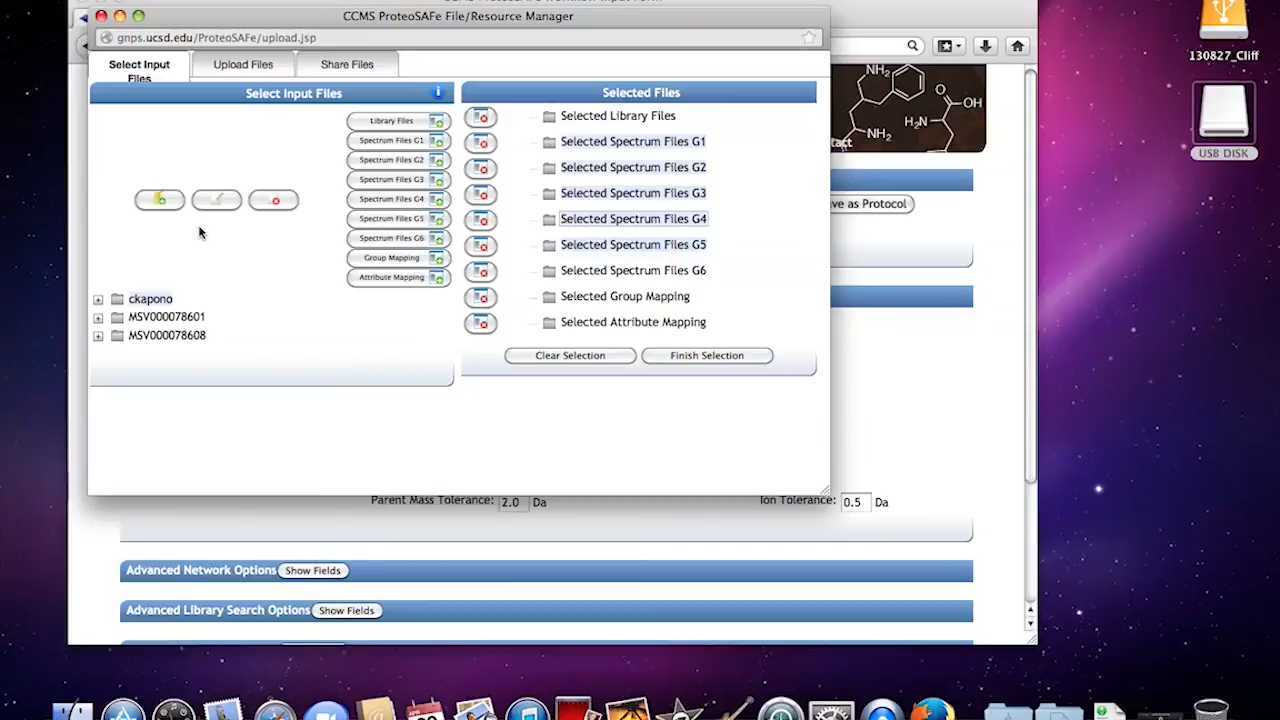 CCMS ProteoSAFe File/Resource Manager
gnps.ucsd.edu/ProteoSAFe/upload.jsp
Select Input Files
Upload Files
Share Files
Select Input Files
Library Files
Spectrum Files G1
Spectrum Files G2
Spectrum Files G3
Spectrum Files G4
Spectrum Files G5
Spectrum Files G6
Group Mapping
Attribute Mapping
ckapono
MSV000078601
MSV000078608
Selected Files
Selected Library Files
Selected Spectrum Files G1
Selected Spectrum Files G2
Selected Spectrum Files G3
Selected Spectrum Files G4
Selected Spectrum Files G5
Selected Spectrum Files G6
Selected Group Mapping
Selected Attribute Mapping
Clear Selection
Finish Selection
NH₂
O
OH
H₂N
NH₂
as Protocol
Parent Mass Tolerance: 2.0 Da
Ion Tolerance: 0.5 Da
Advanced Network Options Show Fields
Advanced Library Search Options Show Fields
130827_Cliff
USB DISK